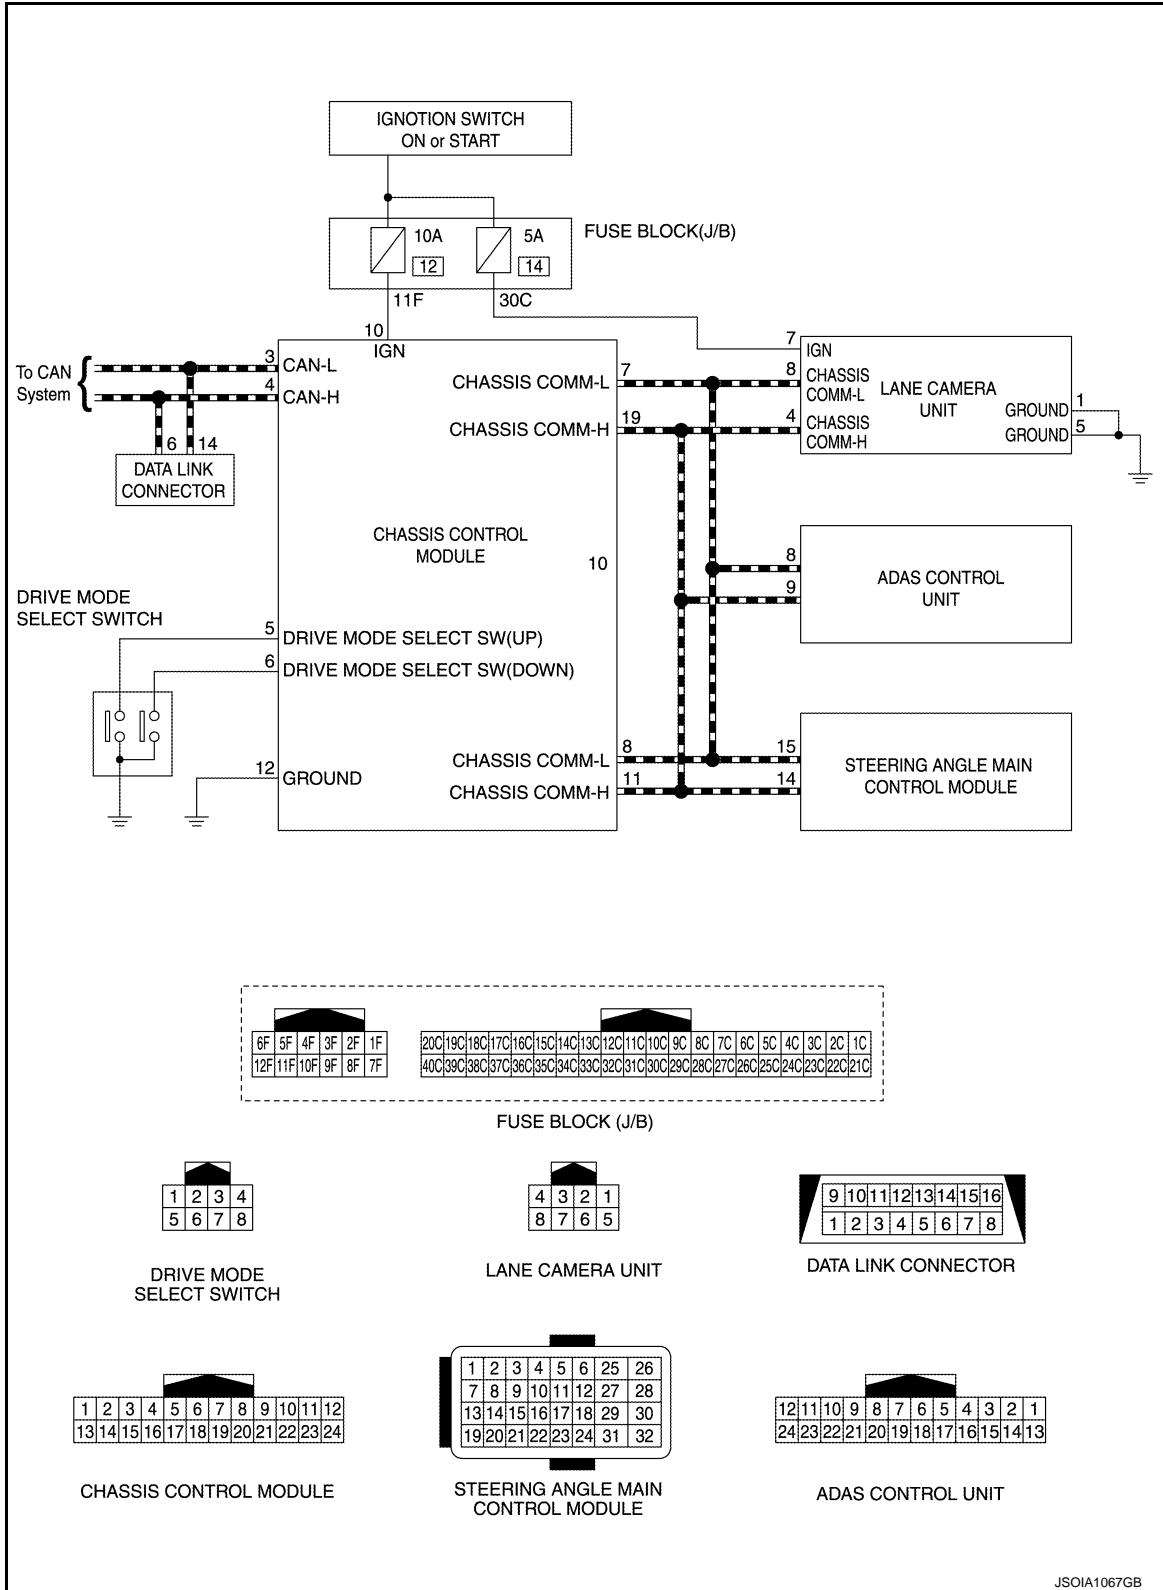 IGNOTION SWITCH
ON or START
FUSE BLOCK(J/B)
10A
5A
12
14
11F
30C
10
IGN
To CAN
System
3
CAN-L
4
CAN-H
6
14
DATA LINK
CONNECTOR
CHASSIS COMM-L
7
CHASSIS COMM-H
19
7
IGN
8
CHASSIS
COMM-L
4
CHASSIS
COMM-H
LANE CAMERA
UNIT
GROUND
1
GROUND
5
CHASSIS CONTROL
MODULE
10
8
9
ADAS CONTROL
UNIT
DRIVE MODE
SELECT SWITCH
5
DRIVE MODE SELECT SW(UP)
6
DRIVE MODE SELECT SW(DOWN)
12
GROUND
CHASSIS COMM-L
8
CHASSIS COMM-H
11
15
14
STEERING ANGLE MAIN
CONTROL MODULE
6F 5F 4F 3F 2F 1F
12F 11F 10F 9F 8F 7F
20C 19C 18C 17C 16C 15C 14C 13C 12C 11C 10C 9C 8C 7C 6C 5C 4C 3C 2C 1C
40C 39C 38C 37C 36C 35C 34C 33C 32C 31C 30C 29C 28C 27C 26C 25C 24C 23C 22C 21C
FUSE BLOCK (J/B)
1 2 3 4
5 6 7 8
DRIVE MODE
SELECT SWITCH
4 3 2 1
8 7 6 5
LANE CAMERA UNIT
9 10 11 12 13 14 15 16
1 2 3 4 5 6 7 8
DATA LINK CONNECTOR
1 2 3 4 5 6 7 8 9 10 11 12
13 14 15 16 17 18 19 20 21 22 23 24
CHASSIS CONTROL MODULE
1 2 3 4 5 6 25 26
7 8 9 10 11 12 27 28
13 14 15 16 17 18 29 30
19 20 21 22 23 24 31 32
STEERING ANGLE MAIN
CONTROL MODULE
12 11 10 9 8 7 6 5 4 3 2 1
24 23 22 21 20 19 18 17 16 15 14 13
ADAS CONTROL UNIT
JSOIA1067GB